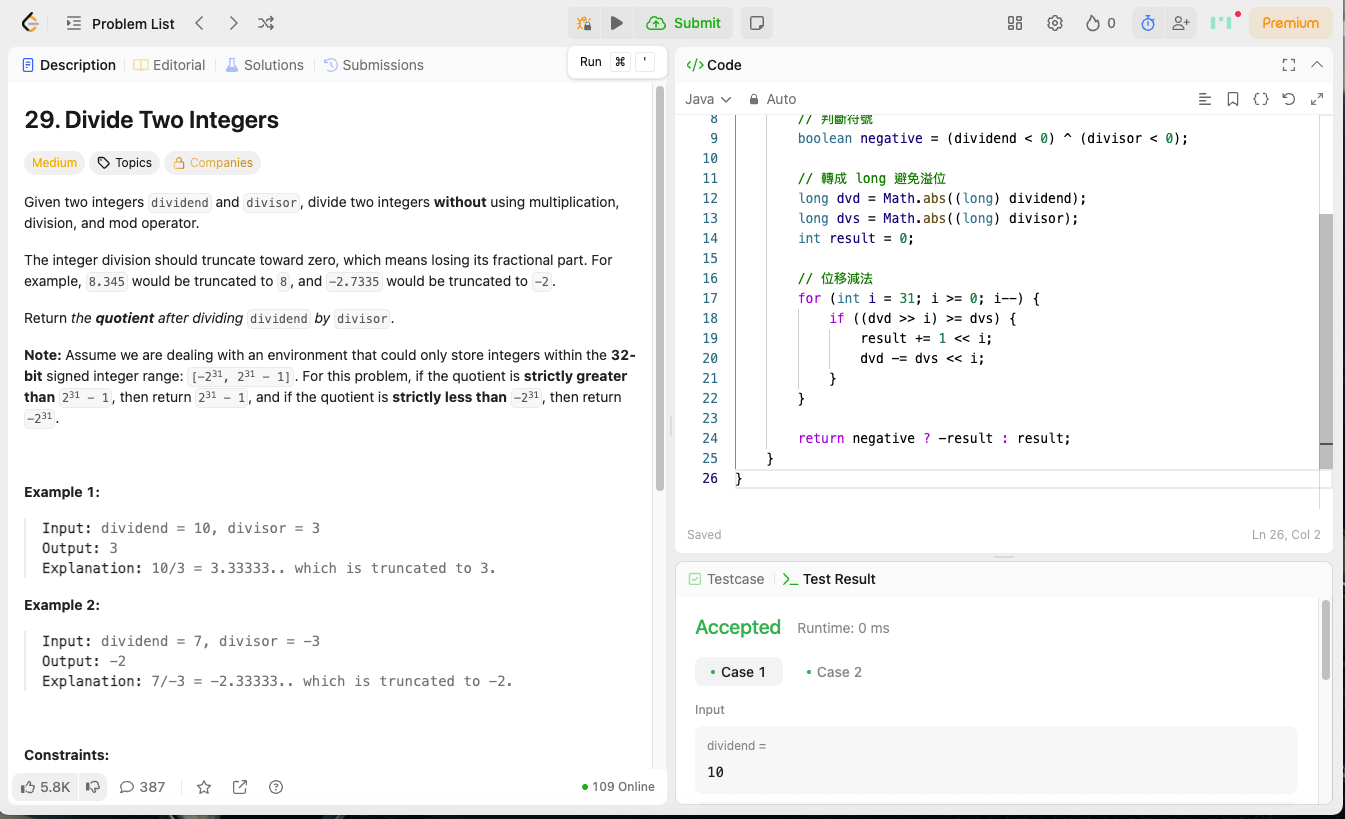 Problem List
Submit
0
Premium
Description
Editorial
Solutions
Submissions
Run ⌘ '
29. Divide Two Integers
Medium
Topics
Companies
Given two integers dividend and divisor, divide two integers without using multiplication,
division, and mod operator.
The integer division should truncate toward zero, which means losing its fractional part. For
example, 8.345 would be truncated to 8, and -2.7335 would be truncated to -2.
Return the quotient after dividing dividend by divisor.
Note: Assume we are dealing with an environment that could only store integers within the 32-
bit signed integer range: [−2³¹, 2³¹ − 1]. For this problem, if the quotient is strictly greater
than 2³¹ − 1, then return 2³¹ − 1, and if the quotient is strictly less than −2³¹, then return
−2³¹.
Example 1:
Input: dividend = 10, divisor = 3
Output: 3
Explanation: 10/3 = 3.33333.. which is truncated to 3.
Example 2:
Input: dividend = 7, divisor = -3
Output: -2
Explanation: 7/-3 = -2.33333.. which is truncated to -2.
Constraints:
5.8K
387
109 Online
</>Code
Java
Auto
8 // 判斷符號
9 boolean negative = (dividend < 0) ^ (divisor < 0);
10
11 // 轉成 long 避免溢位
12 long dvd = Math.abs((long) dividend);
13 long dvs = Math.abs((long) divisor);
14 int result = 0;
15
16 // 位移減法
17 for (int i = 31; i >= 0; i--) {
18 if ((dvd >> i) >= dvs) {
19 result += 1 << i;
20 dvd -= dvs << i;
21 }
22 }
23
24 return negative ? -result : result;
25 }
26 }
Saved
Ln 26, Col 2
Testcase
Test Result
Accepted
Runtime: 0 ms
Case 1
Case 2
Input
dividend =
10